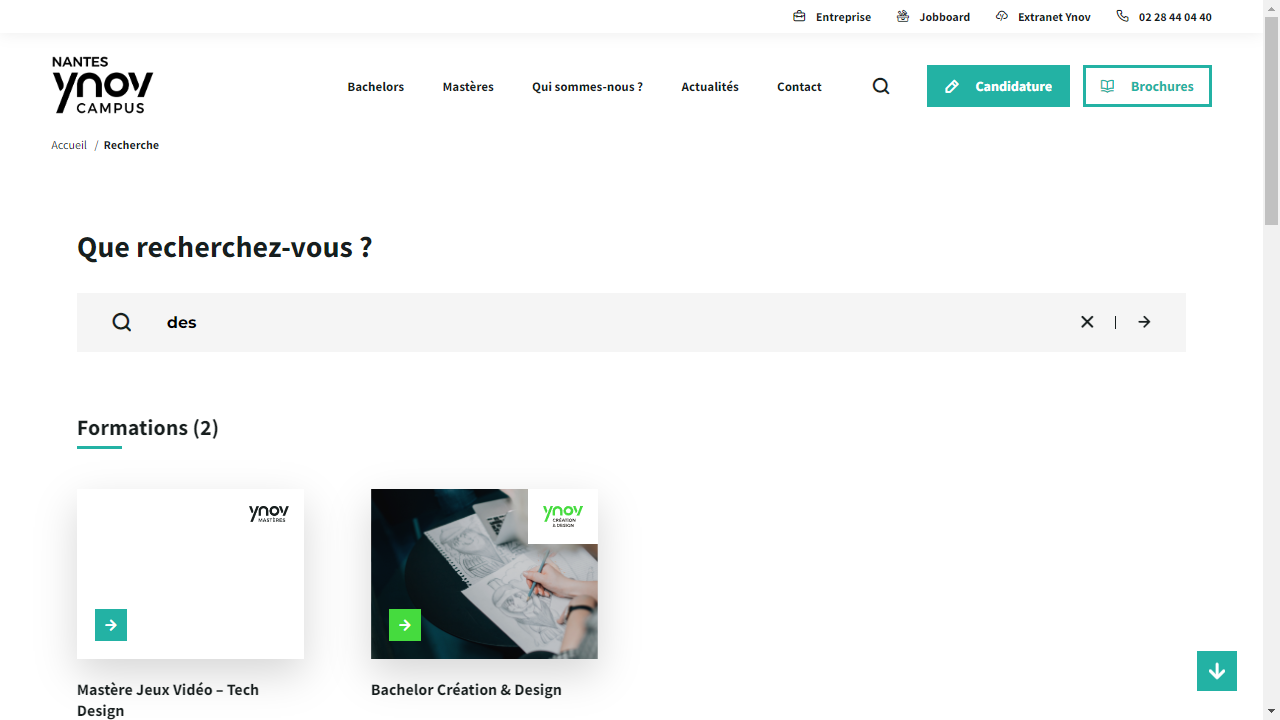 Entreprise Jobboard Extranet Ynov 02 28 44 04 40
NANTES
ynov
CAMPUS
Bachelors Mastères Qui sommes-nous ? Actualités Contact Candidature Brochures
Accueil / Recherche
Que recherchez-vous ?
des
Formations (2)
ynov
MASTÈRES
ynov
CRÉATION
& DESIGN
Mastère Jeux Vidéo – Tech
Design
Bachelor Création & Design